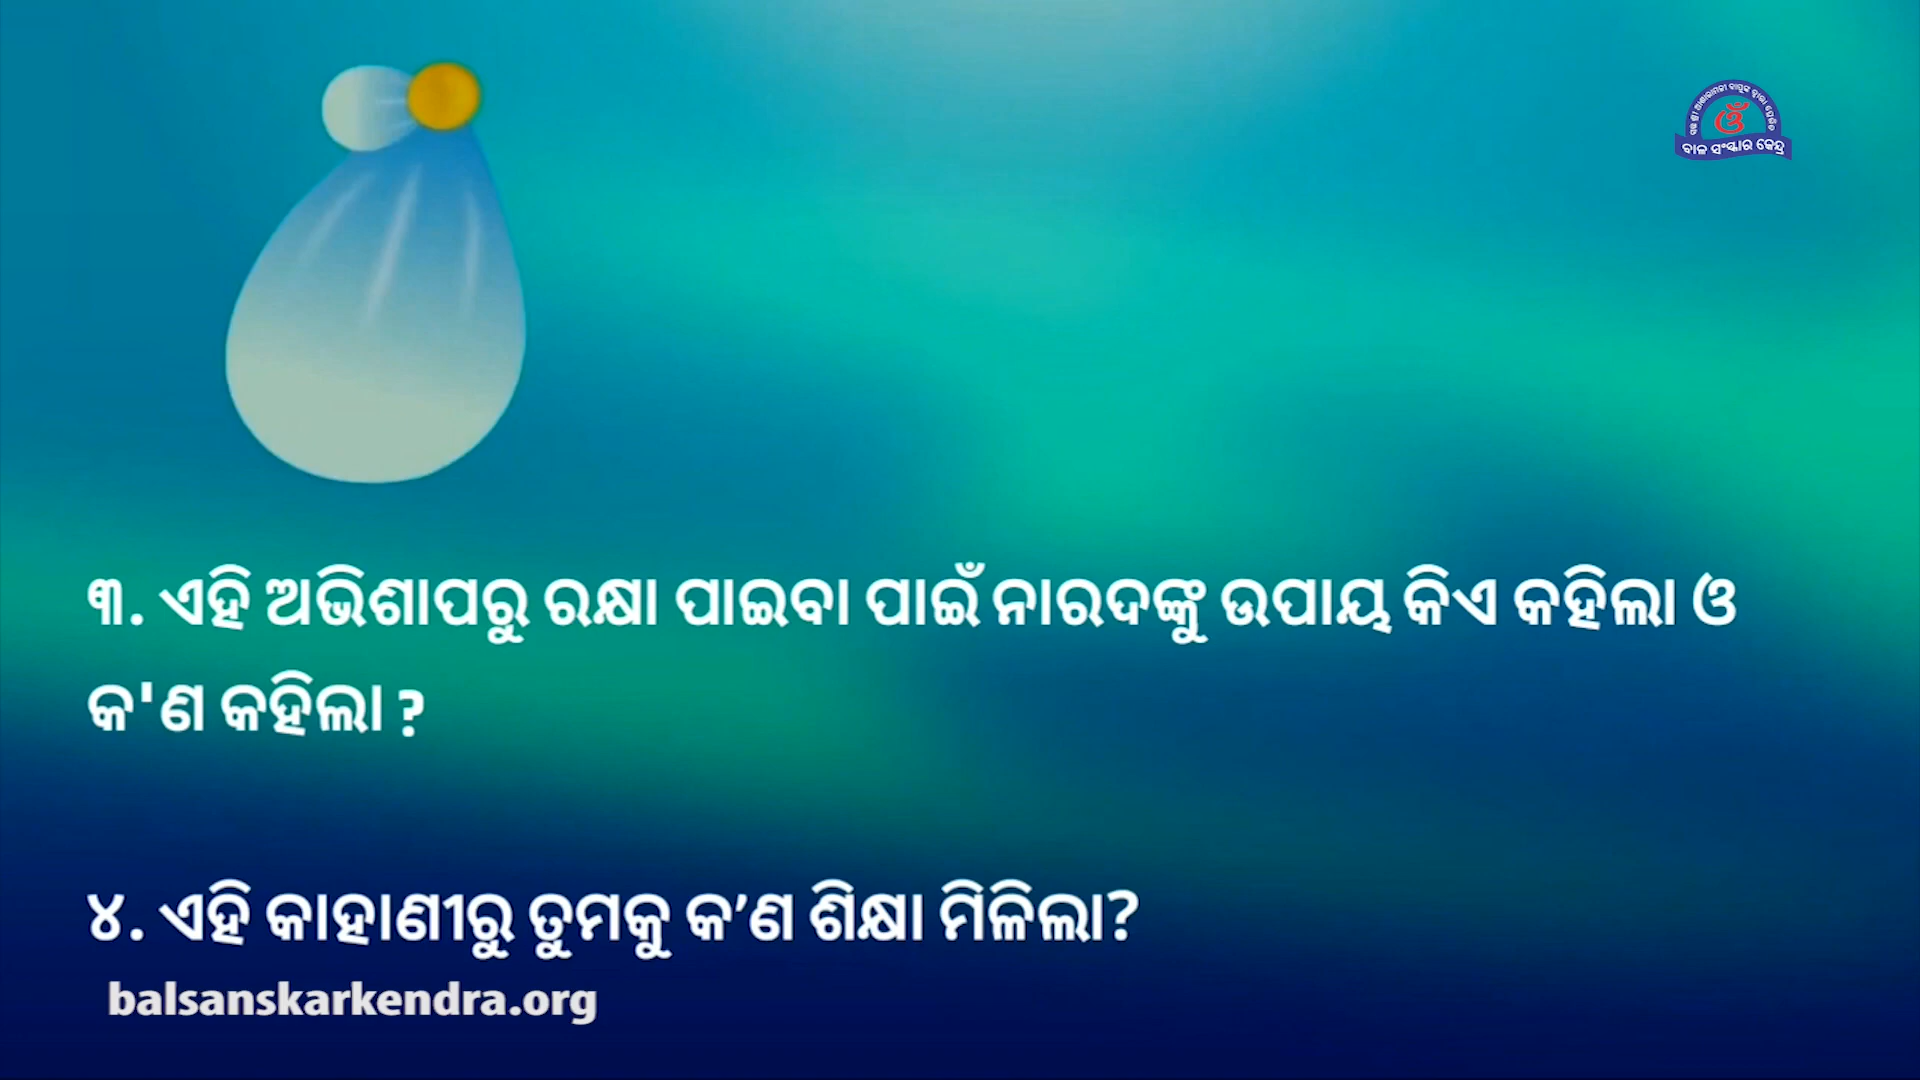 ବାଳ ସଂସ୍କାର କେନ୍ଦ୍ର
୩. ଏହି ଅଭିଶାପରୁ ରକ୍ଷା ପାଇବା ପାଇଁ ନାରଦଙ୍କୁ ଉପାୟ କିଏ କହିଲା ଓ
କ'ଣ କହିଲା ?
୪. ଏହି କାହାଣୀରୁ ତୁମକୁ କ’ଣ ଶିକ୍ଷା ମିଳିଲା?
balsanskarkendra.org